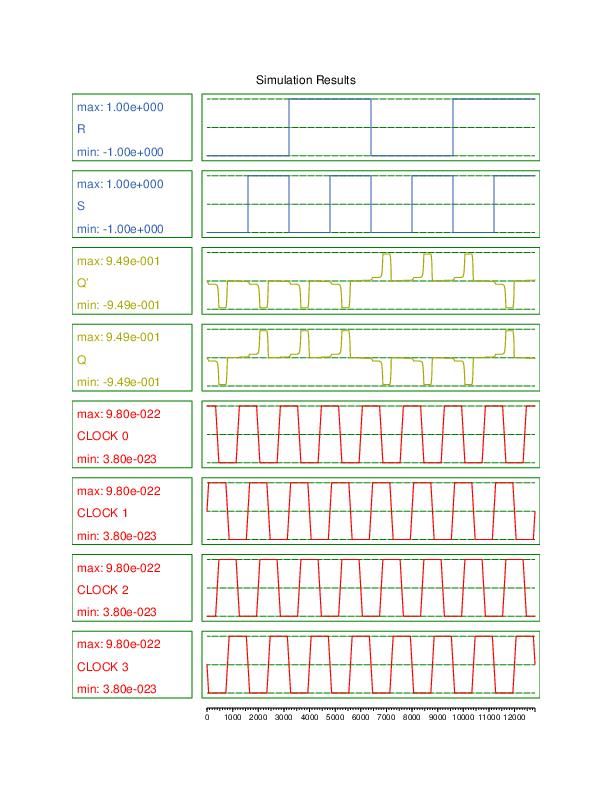 Simulation Results
max: 1.00e+000
R
min: -1.00e+000
max: 1.00e+000
S
min: -1.00e+000
max: 9.49e-001
Q'
min: -9.49e-001
max: 9.49e-001
Q
min: -9.49e-001
max: 9.80e-022
CLOCK 0
min: 3.80e-023
max: 9.80e-022
CLOCK 1
min: 3.80e-023
max: 9.80e-022
CLOCK 2
min: 3.80e-023
max: 9.80e-022
CLOCK 3
min: 3.80e-023
0 1000 2000 3000 4000 5000 6000 7000 8000 9000 10000 11000 12000